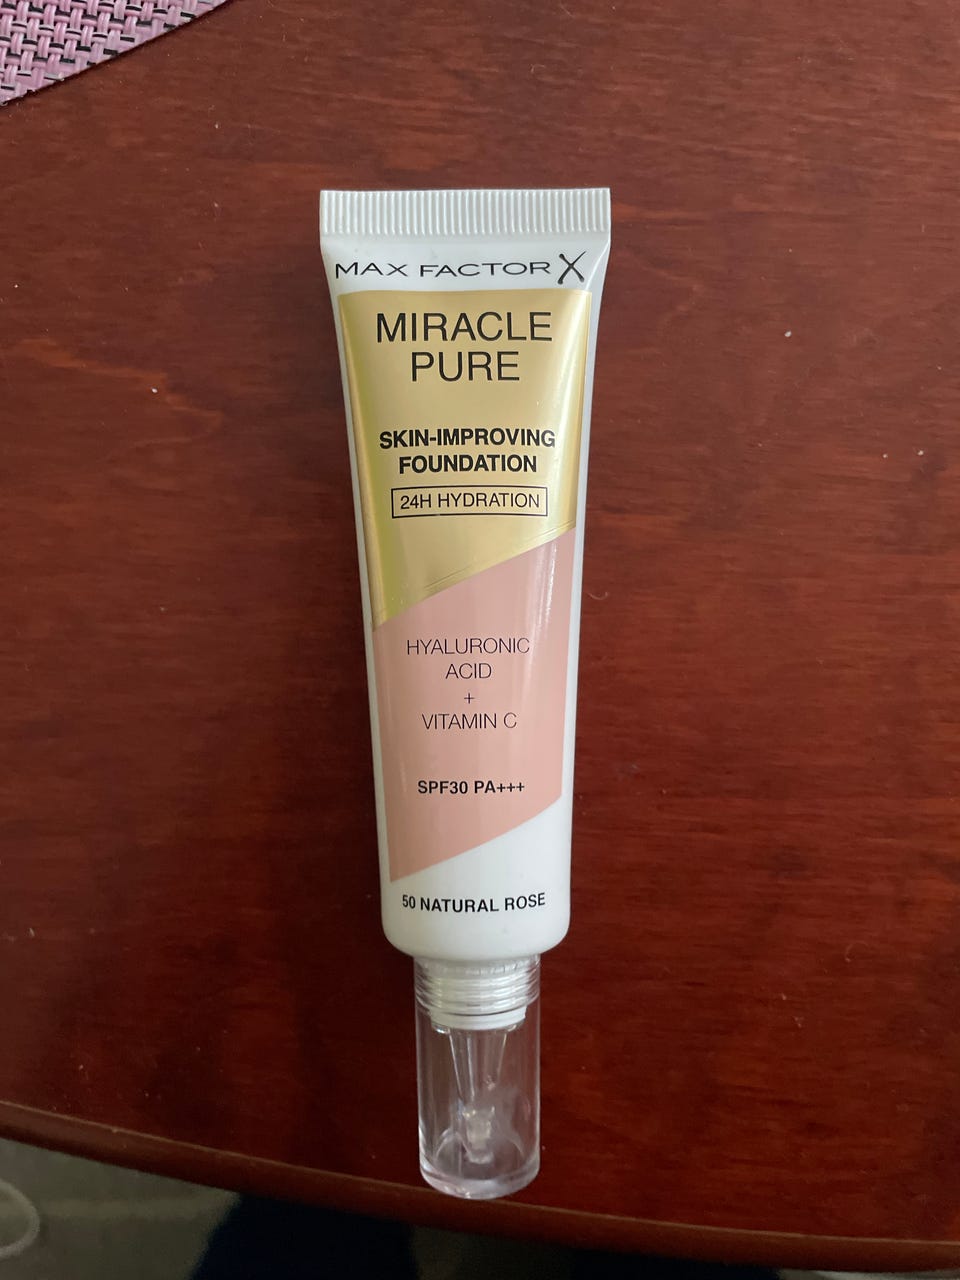 MAX FACTOR X
MIRACLE
PURE
SKIN-IMPROVING
FOUNDATION
24H HYDRATION
HYALURONIC
ACID
+
VITAMIN C
SPF30 PA+++
50 NATURAL ROSE